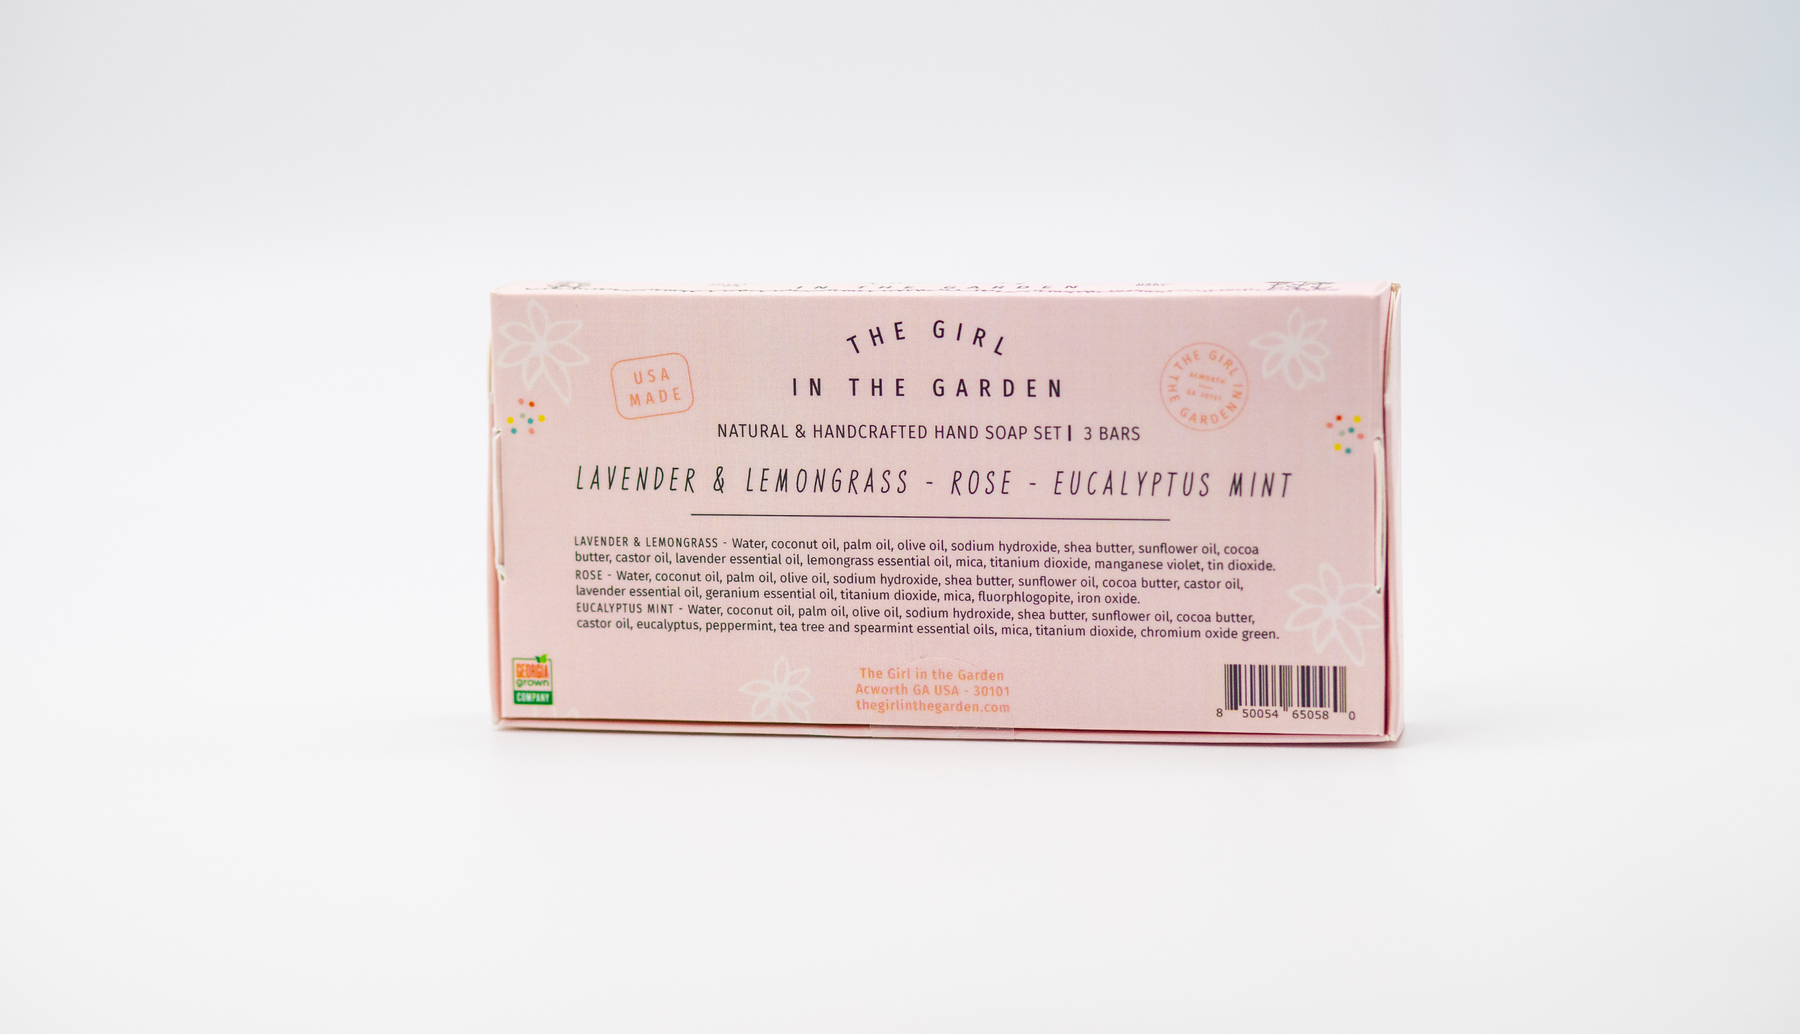 IN THE GARDEN
THE GIRL
IN THE GARDEN
USA
MADE
THE GIRL IN THE GARDEN
ACWORTH
GA 30101
NATURAL & HANDCRAFTED HAND SOAP SET | 3 BARS
LAVENDER & LEMONGRASS - ROSE - EUCALYPTUS MINT
LAVENDER & LEMONGRASS - Water, coconut oil, palm oil, olive oil, sodium hydroxide, shea butter, sunflower oil, cocoa
butter, castor oil, lavender essential oil, lemongrass essential oil, mica, titanium dioxide, manganese violet, tin dioxide.
ROSE - Water, coconut oil, palm oil, olive oil, sodium hydroxide, shea butter, sunflower oil, cocoa butter, castor oil,
lavender essential oil, geranium essential oil, titanium dioxide, mica, fluorphlogopite, iron oxide.
EUCALYPTUS MINT - Water, coconut oil, palm oil, olive oil, sodium hydroxide, shea butter, sunflower oil, cocoa butter,
castor oil, eucalyptus, peppermint, tea tree and spearmint essential oils, mica, titanium dioxide, chromium oxide green.
GEORGIA
grown
COMPANY
The Girl in the Garden
Acworth GA USA - 30101
thegirlinthegarden.com
8 50054 65058 0